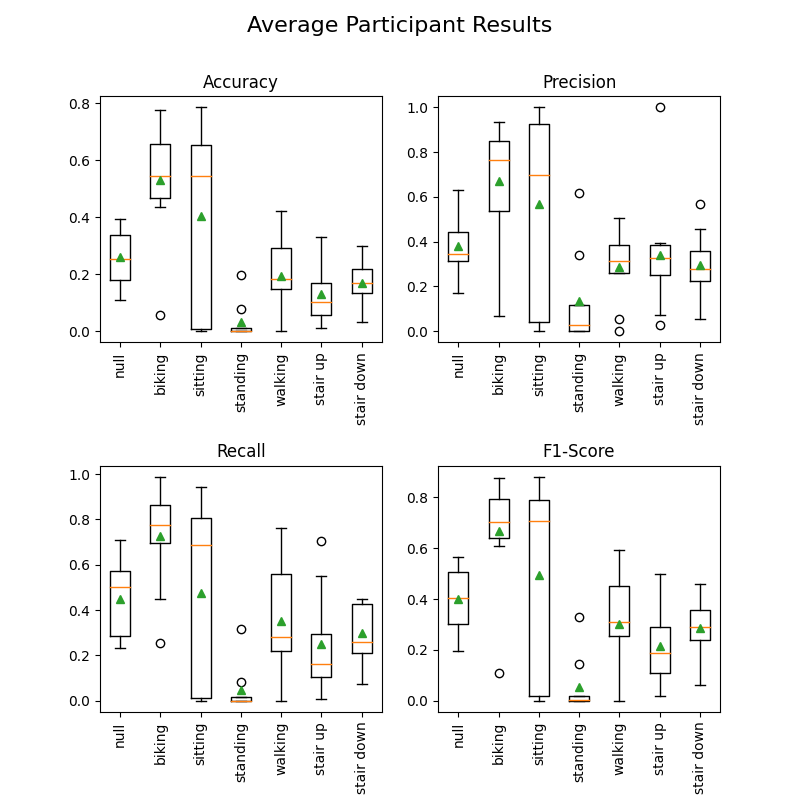 Average Participant Results
Accuracy
0.8
0.6
0.4
0.2
0.0
null
biking
sitting
standing
walking
stair up
stair down
Precision
1.0
0.8
0.6
0.4
0.2
0.0
null
biking
sitting
standing
walking
stair up
stair down
Recall
1.0
0.8
0.6
0.4
0.2
0.0
null
biking
sitting
standing
walking
stair up
stair down
F1-Score
0.8
0.6
0.4
0.2
0.0
null
biking
sitting
standing
walking
stair up
stair down